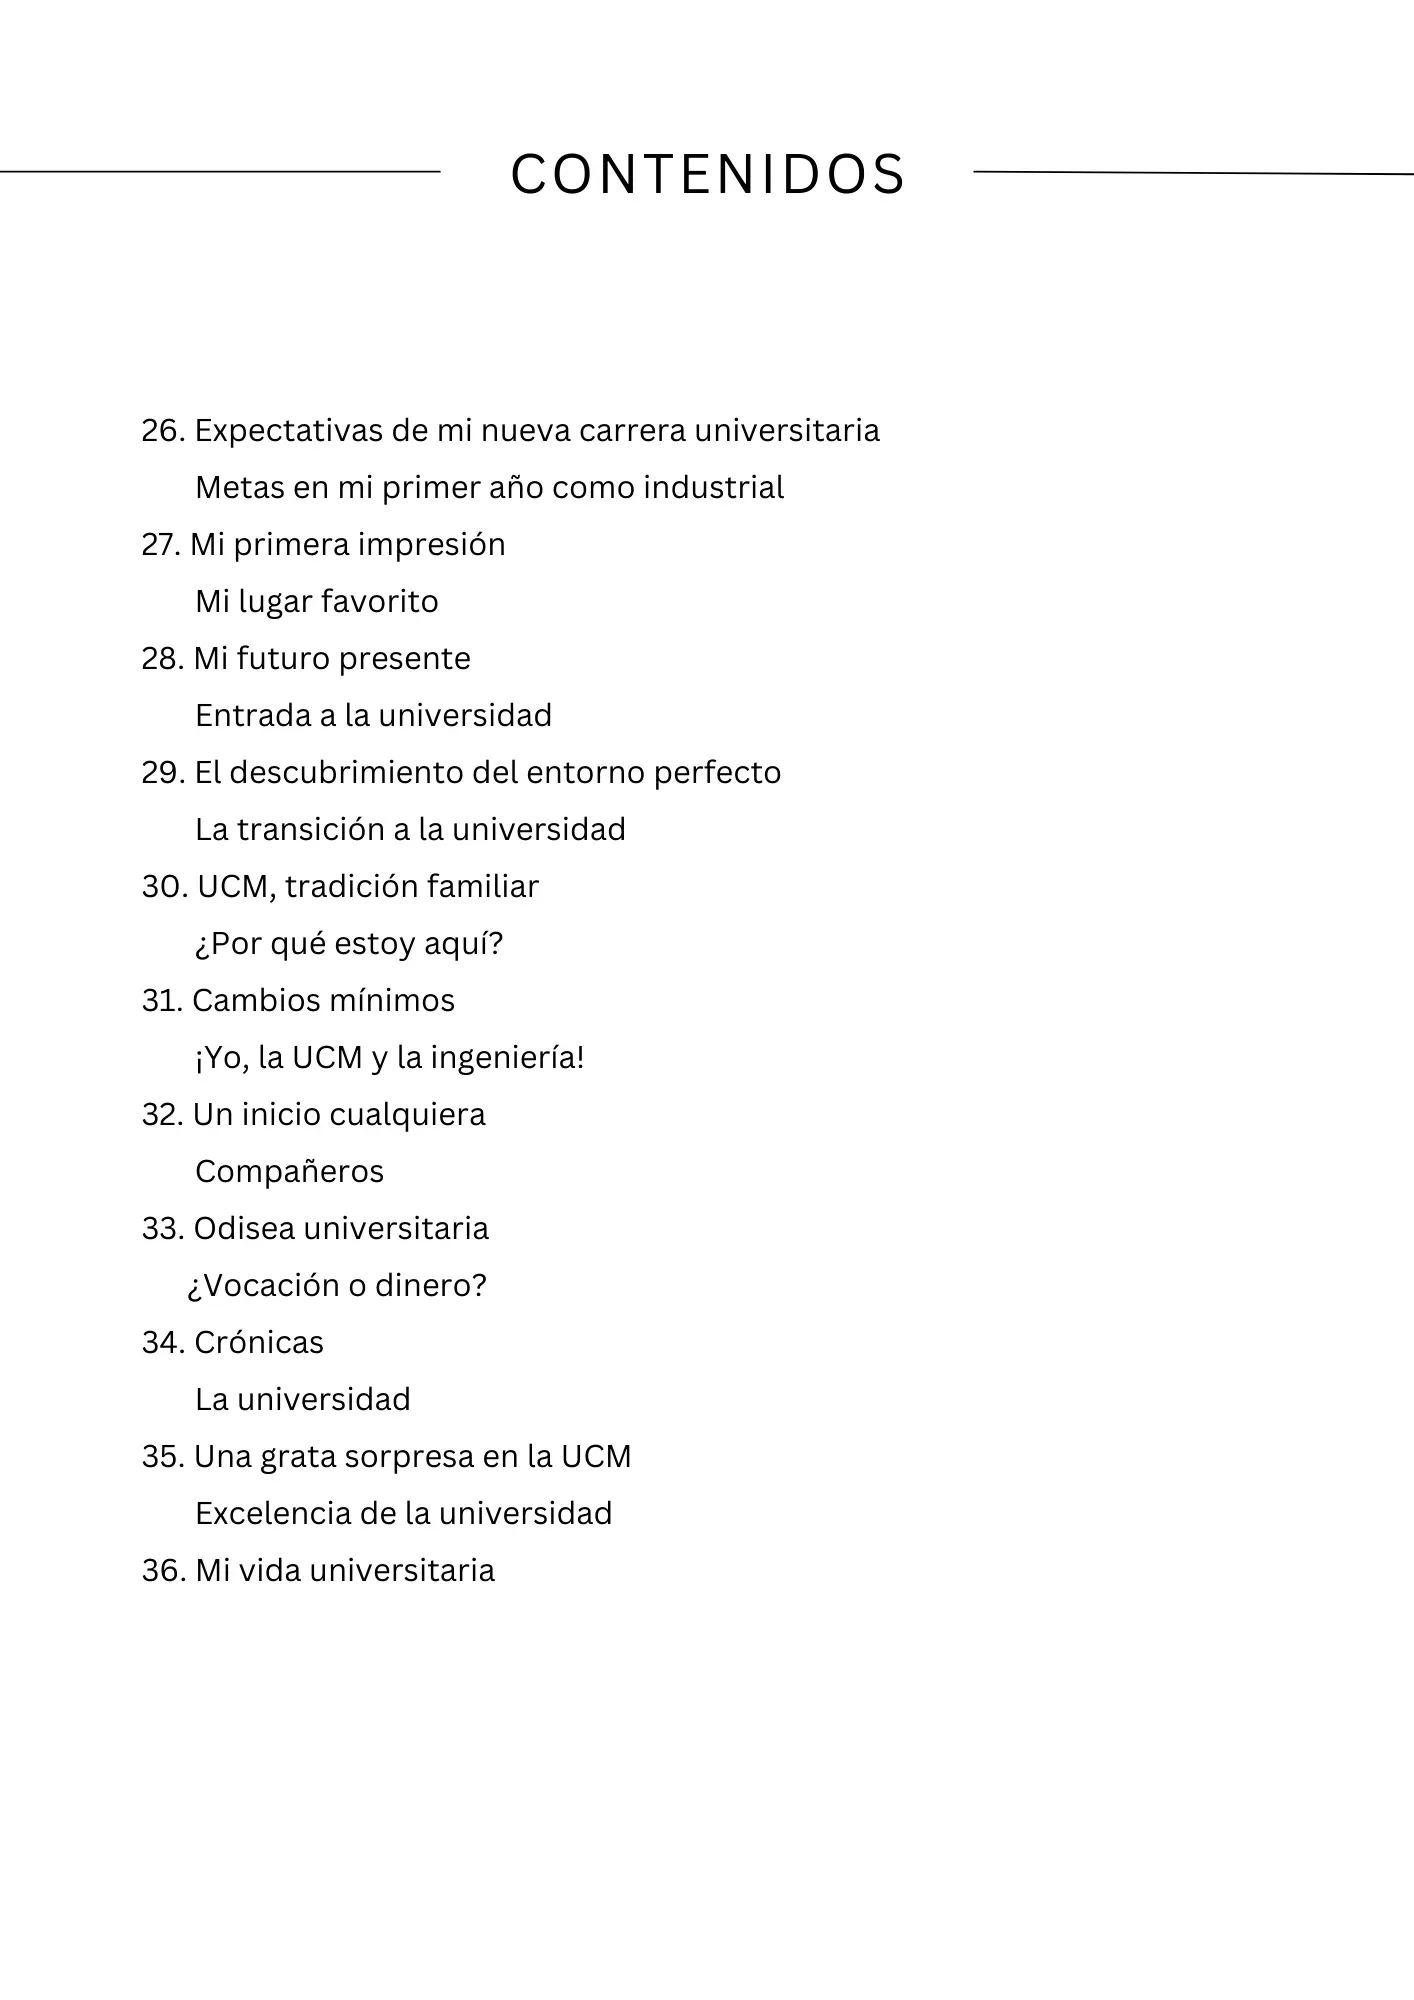 CONTENIDOS
26. Expectativas de mi nueva carrera universitaria
Metas en mi primer año como industrial
27. Mi primera impresión
Mi lugar favorito
28. Mi futuro presente
Entrada a la universidad
29. El descubrimiento del entorno perfecto
La transición a la universidad
30. UCM, tradición familiar
¿Por qué estoy aquí?
31. Cambios mínimos
¡Yo, la UCM y la ingeniería!
32. Un inicio cualquiera
Compañeros
33. Odisea universitaria
¿Vocación o dinero?
34. Crónicas
La universidad
35. Una grata sorpresa en la UCM
Excelencia de la universidad
36. Mi vida universitaria